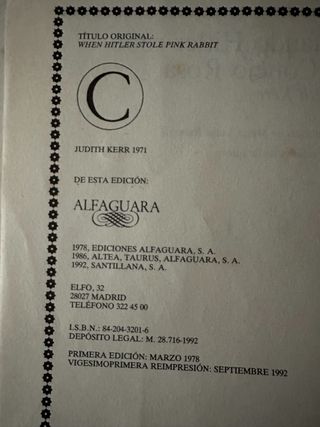 TÍTULO ORIGINAL:
WHEN HITLER STOLE PINK RABBIT
C
JUDITH KERR 1971
DE ESTA EDICIÓN:
ALFAGUARA
1978, EDICIONES ALFAGUARA, S. A.
1986, ALTEA, TAURUS, ALFAGUARA, S. A.
1992, SANTILLANA, S. A.
ELFO, 32
28027 MADRID
TELÉFONO 322 45 00
I.S.B.N.: 84-204-3201-6
DEPÓSITO LEGAL: M. 28.716-1992
PRIMERA EDICIÓN: MARZO 1978
VIGESIMOPRIMERA REIMPRESIÓN: SEPTIEMBRE 1992